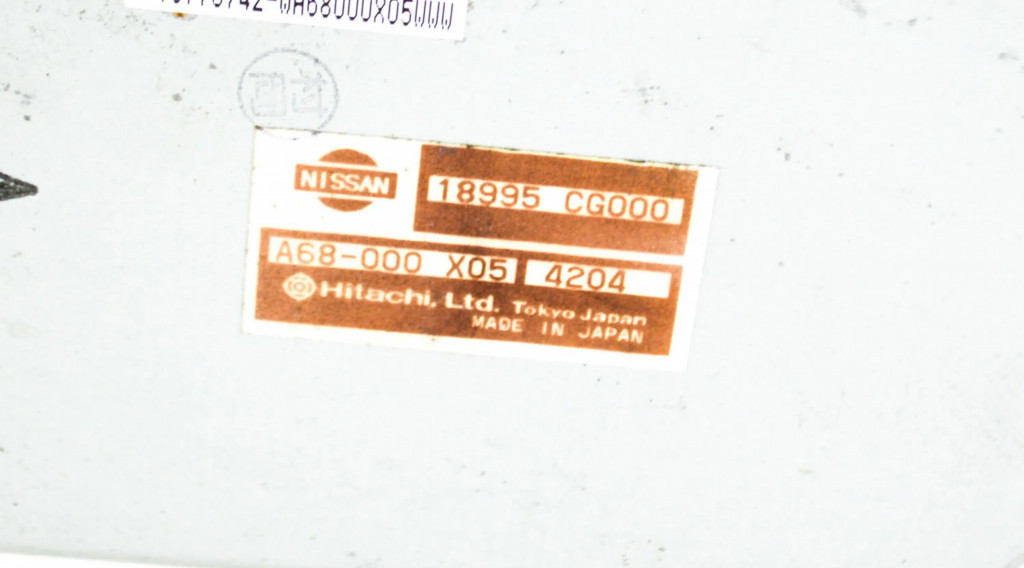 NISSAN
18995 CG000
A68-000 X05 4204
Hitachi, Ltd. Tokyo Japan
MADE IN JAPAN